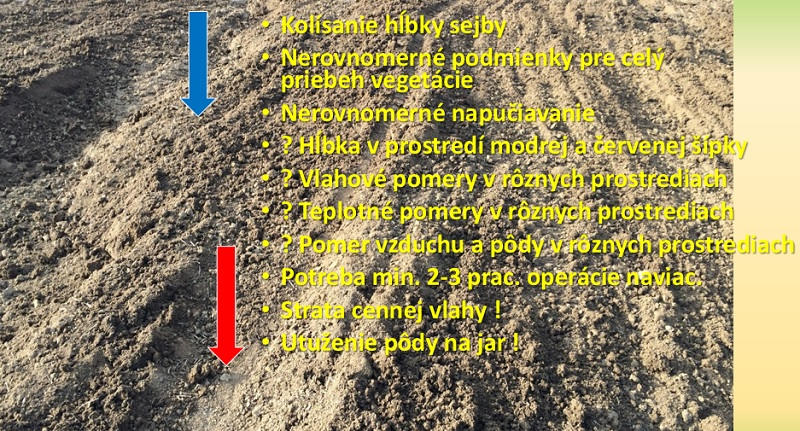 • Kolísanie hĺbky sejby
• Nerovnomerné podmienky pre celý
priebeh vegetácie
• Nerovnomerné napučiavanie
• ? Hĺbka v prostredí modrej a červenej šípky
• ? Vlahové pomery v rôznych prostrediach
• ? Teplotné pomery v rôznych prostrediach
• ? Pomer vzduchu a pôdy v rôznych prostrediach
• Potreba min. 2-3 prac. operácie naviac.
• Strata cennej vlahy !
• Utuženie pôdy na jar !